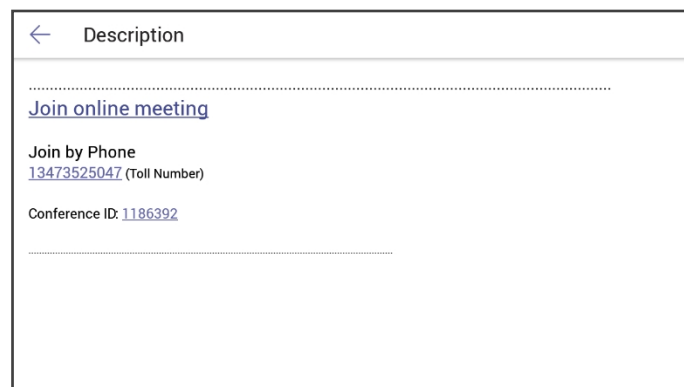 Description
........................................................................................................................................
Join online meeting
Join by Phone
13473525047 (Toll Number)
Conference ID: 1186392
........................................................................................................................................